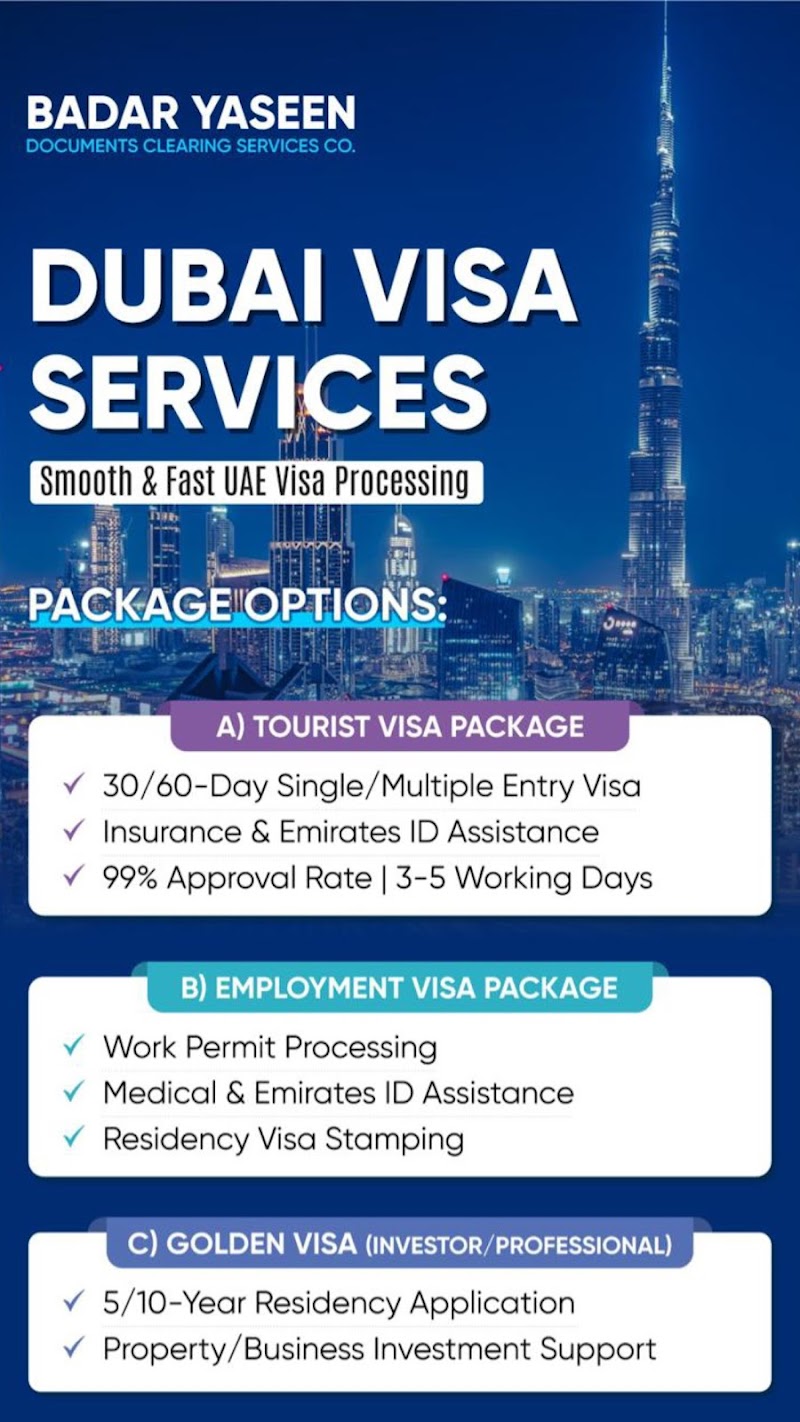 BADAR YASEEN
DOCUMENTS CLEARING SERVICES CO.
DUBAI VISA
SERVICES
Smooth & Fast UAE Visa Processing
PACKAGE OPTIONS:
A) TOURIST VISA PACKAGE
30/60-Day Single/Multiple Entry Visa
Insurance & Emirates ID Assistance
99% Approval Rate | 3-5 Working Days
B) EMPLOYMENT VISA PACKAGE
Work Permit Processing
Medical & Emirates ID Assistance
Residency Visa Stamping
C) GOLDEN VISA (INVESTOR/PROFESSIONAL)
5/10-Year Residency Application
Property/Business Investment Support